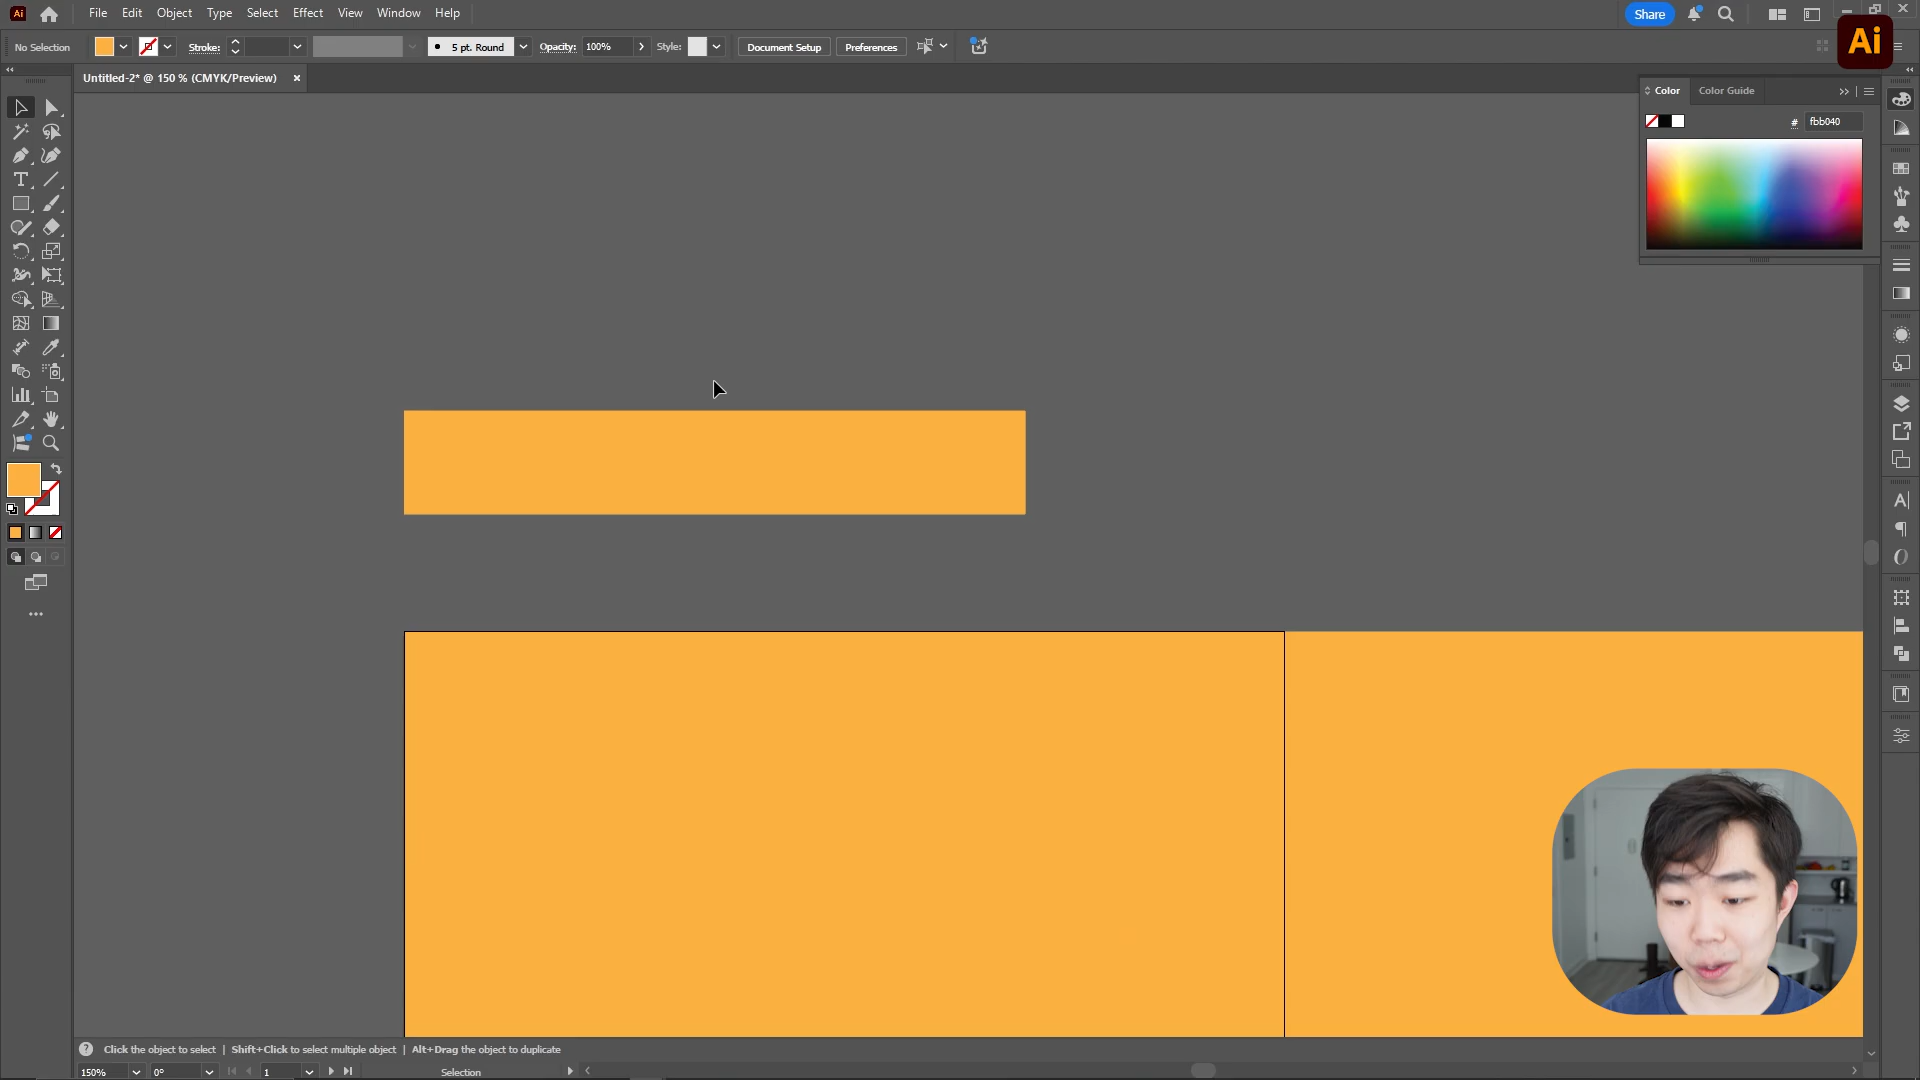 Ai File Edit Object Type Select Effect View Window Help Share
No Selection Stroke: 5 pt. Round Opacity: 100% Style: Document Setup Preferences Ai
Untitled-2* @ 150 % (CMYK/Preview)
Color Color Guide
# fbb040
Click the object to select | Shift+Click to select multiple object | Alt+Drag the object to duplicate
150% 0° 1 Selection